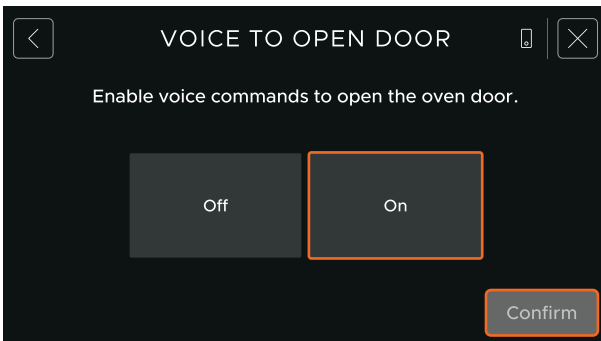 VOICE TO OPEN DOOR
Enable voice commands to open the oven door.
Off
On
Confirm